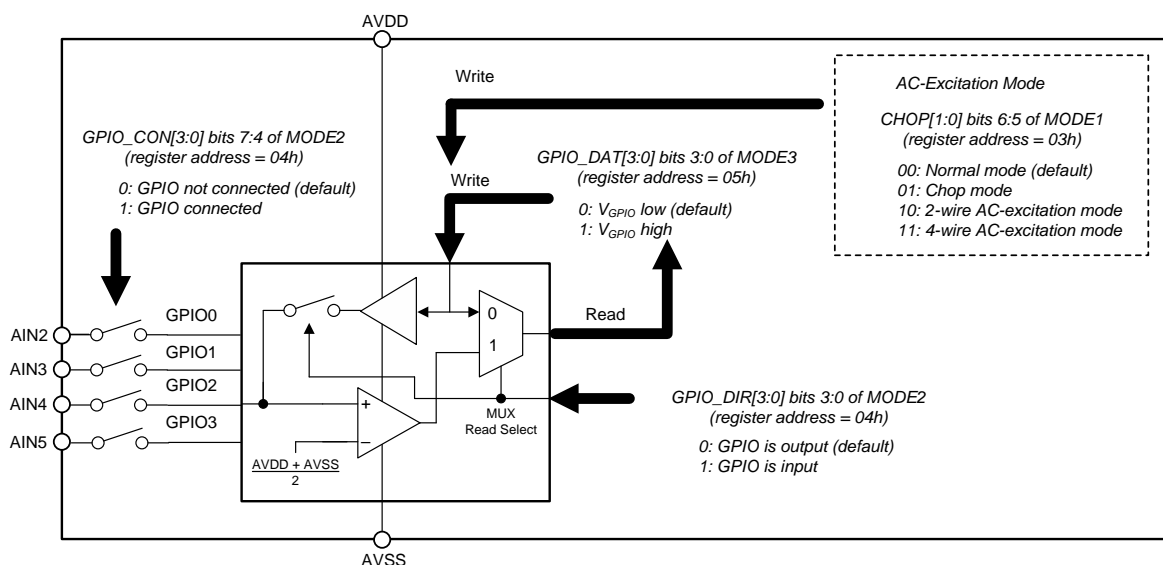 AVDD
Write
AC-Excitation Mode
CHOP[1:0] bits 6:5 of MODE1
(register address = 03h)
00: Normal mode (default)
01: Chop mode
10: 2-wire AC-excitation mode
11: 4-wire AC-excitation mode
GPIO_CON[3:0] bits 7:4 of MODE2
(register address = 04h)
0: GPIO not connected (default)
1: GPIO connected
Write
GPIO_DAT[3:0] bits 3:0 of MODE3
(register address = 05h)
0: VGPIO low (default)
1: VGPIO high
AIN2
GPIO0
AIN3
GPIO1
AIN4
GPIO2
AIN5
GPIO3
0
1
Read
+
−
MUX
Read Select
AVDD + AVSS
2
GPIO_DIR[3:0] bits 3:0 of MODE2
(register address = 04h)
0: GPIO is output (default)
1: GPIO is input
AVSS